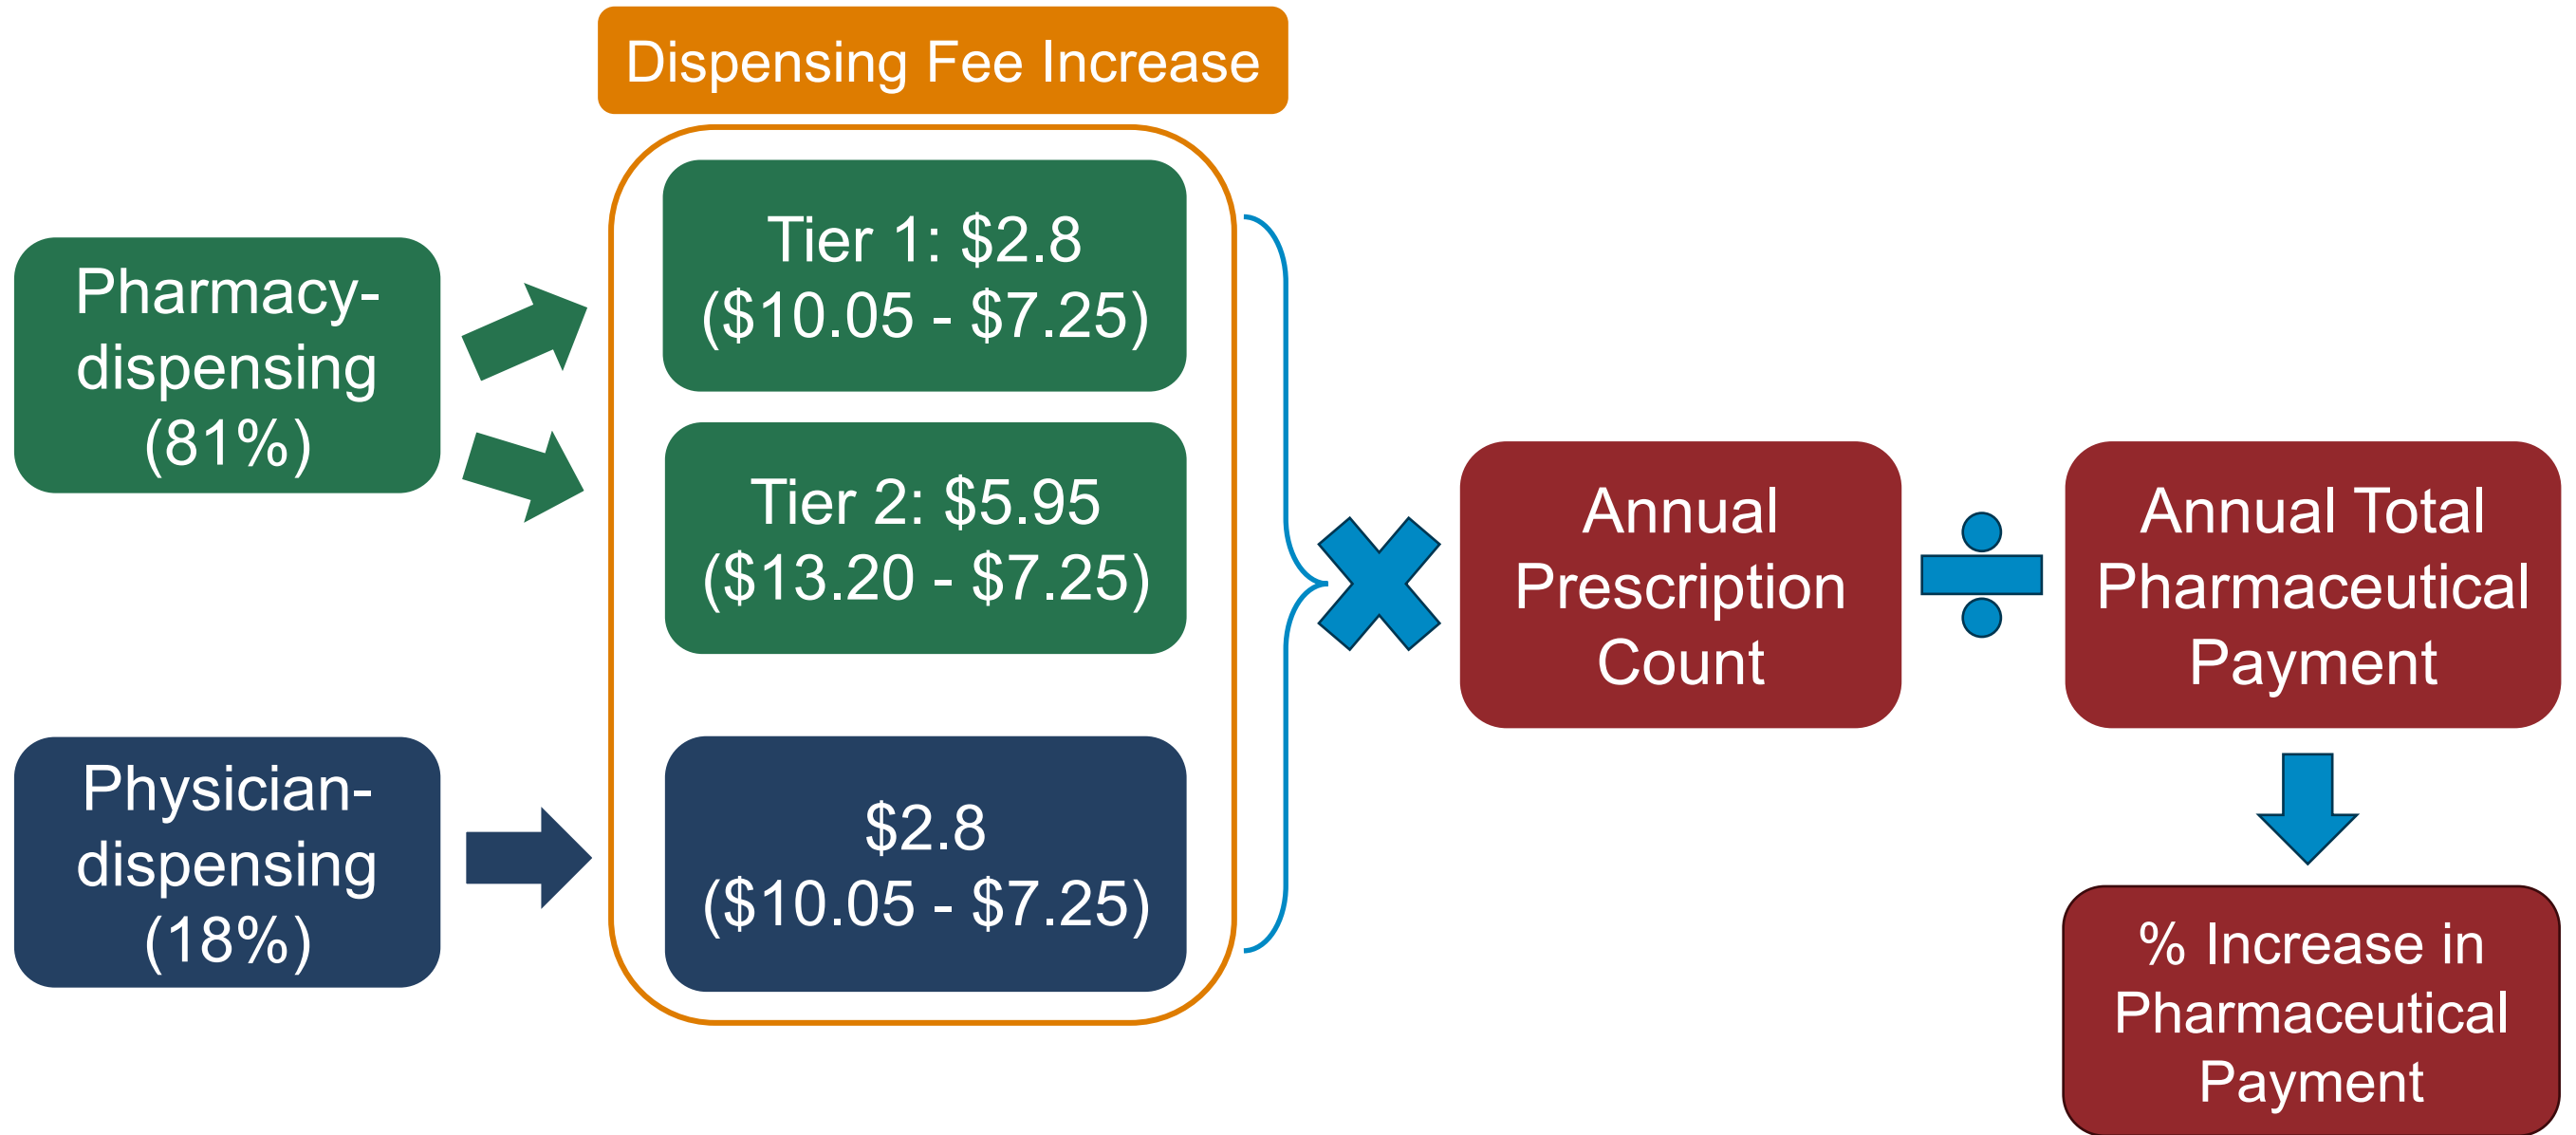 Dispensing Fee Increase
Pharmacy-
dispensing
(81%)
Tier 1: $2.8
($10.05 - $7.25)
Tier 2: $5.95
($13.20 - $7.25)
Physician-
dispensing
(18%)
$2.8
($10.05 - $7.25)
Annual
Prescription
Count
Annual Total
Pharmaceutical
Payment
% Increase in
Pharmaceutical
Payment